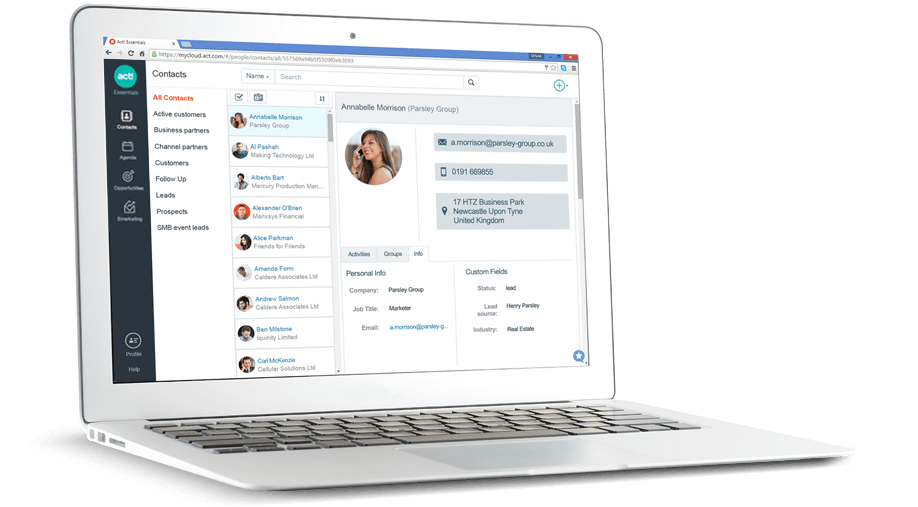 Act! Essentials
https://mycloud.act.com/#/people/contacts/all/
act!
Essentials
Contacts
Agenda
Opportunities
Emarketing
Profile
Help
Contacts
Name
Search
All Contacts
Active customers
Business partners
Channel partners
Customers
Follow Up
Leads
Prospects
SMB event leads
Annabelle Morrison
Parsley Group
Al Pashah
Making Technology Ltd
Alberto Bart
Mercury Production Man...
Alexander O'Brien
Manxsya Financial
Alice Parkman
Friends for Friends
Amanda Form
Caldere Associates Ltd
Andrew Salmon
Caldere Associates Ltd
Ben Milstone
Iquinity Limited
Carl McKenzie
Cellular Solutions Ltd
Annabelle Morrison (Parsley Group)
a.morrison@parsley-group.co.uk
0191 669855
17 HTZ Business Park
Newcastle Upon Tyne
United Kingdom
Activities Groups Info
Personal Info
Company: Parsley Group
Job Title: Marketer
Email: a.morrison@parsley-g...
Custom Fields
Status: lead
Lead source: Henry Parsley
Industry: Real Estate